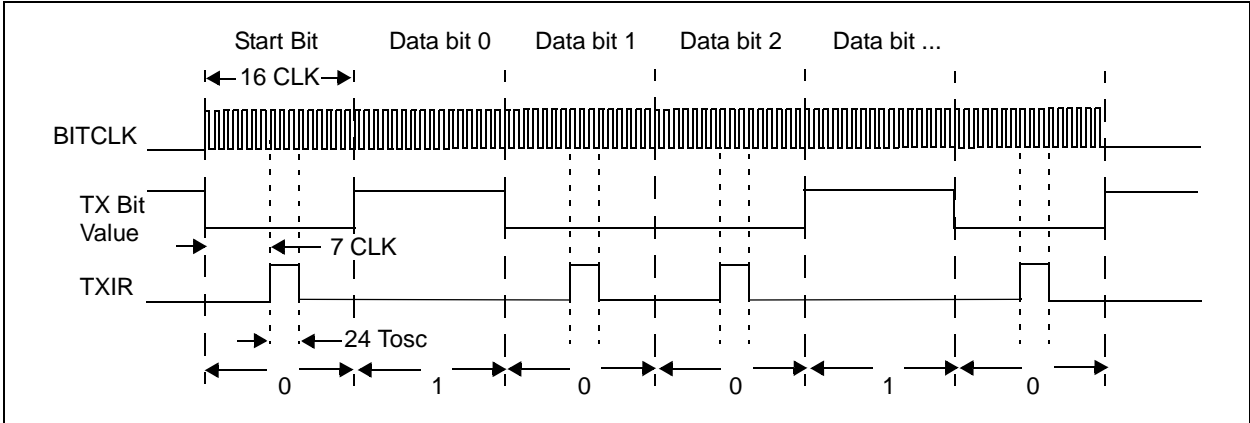 Start Bit Data bit 0 Data bit 1 Data bit 2 Data bit ...
16 CLK
BITCLK
TX Bit
Value
7 CLK
TXIR
24 Tosc
0 1 0 0 1 0